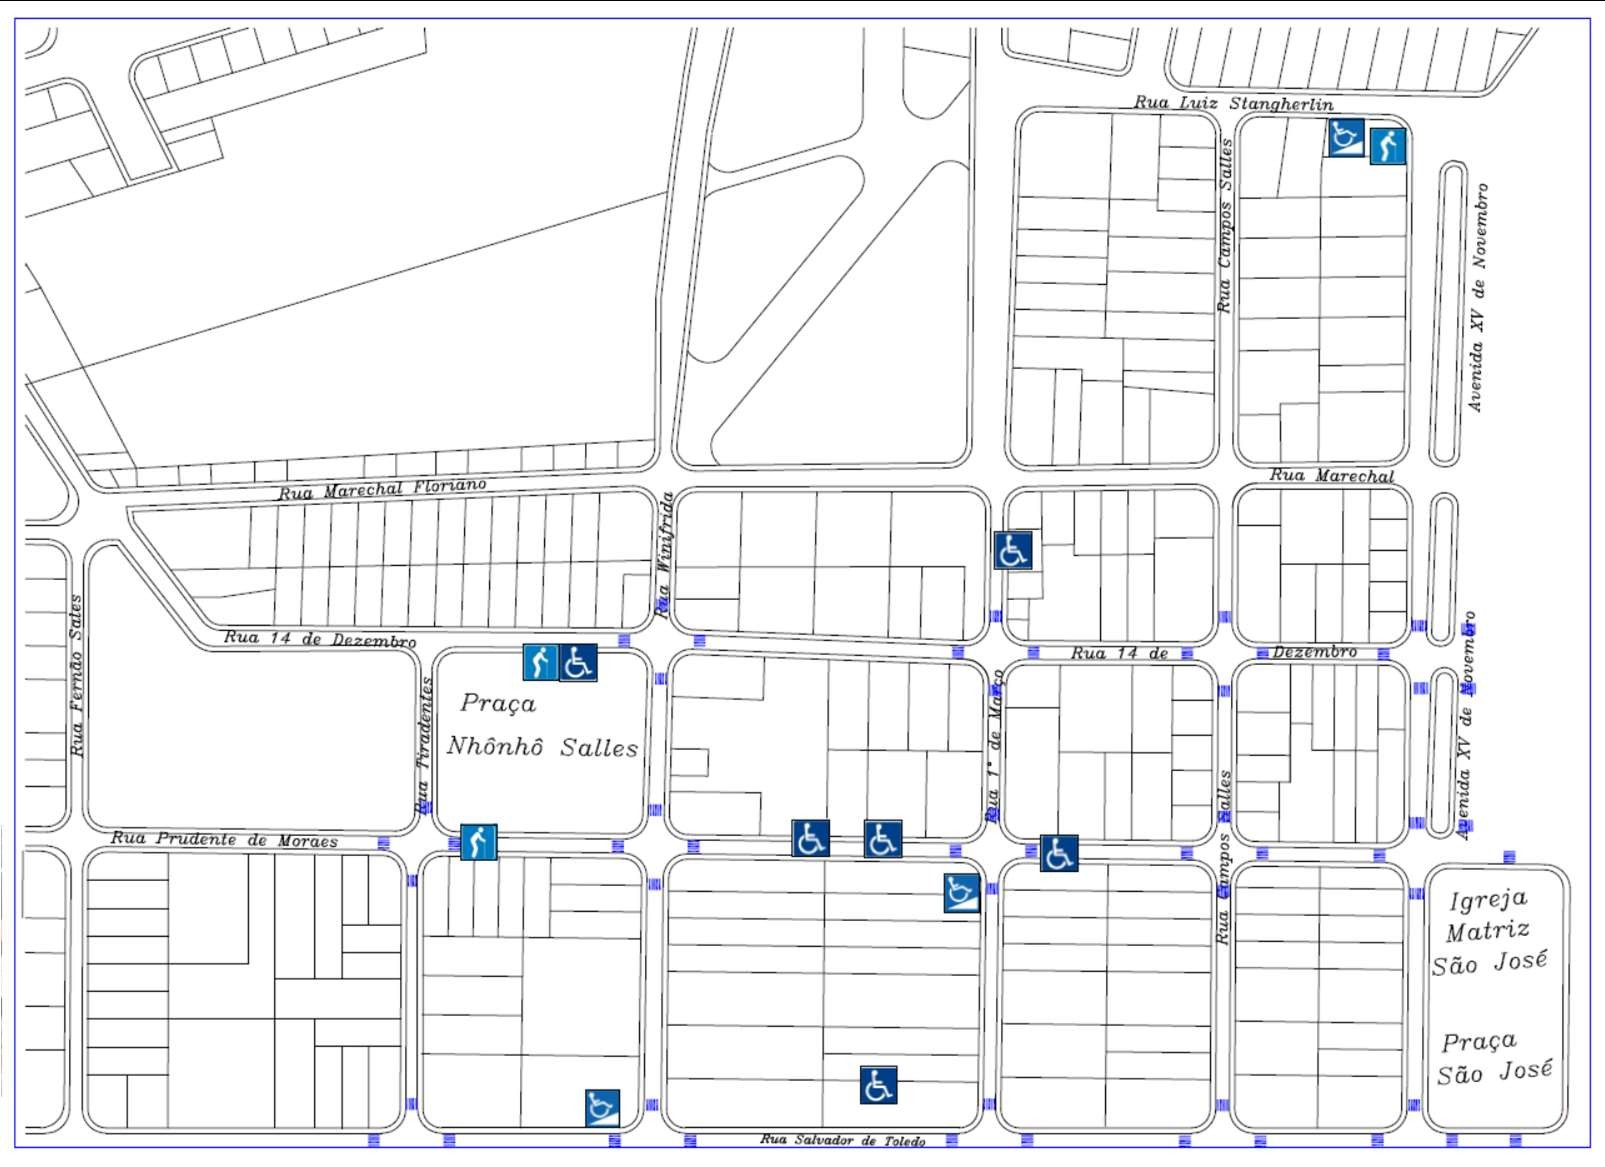 Rua Luiz Stangherlin
Rua Campos Salles
Avenida XV de Novembro
Rua Marechal
Rua Marechal Floriano
Rua Winifrida
Rua 14 de Dezembro
Rua Fernão Sales
Rua Tiradentes
Praça
Nhônhô Salles
Rua 14 de Dezembro
Rua 1º de Março
Rua Campos Salles
Avenida XV de Novembro
Rua Prudente de Moraes
Igreja
Matriz
São José
Praça
São José
Rua Salvador de Toledo